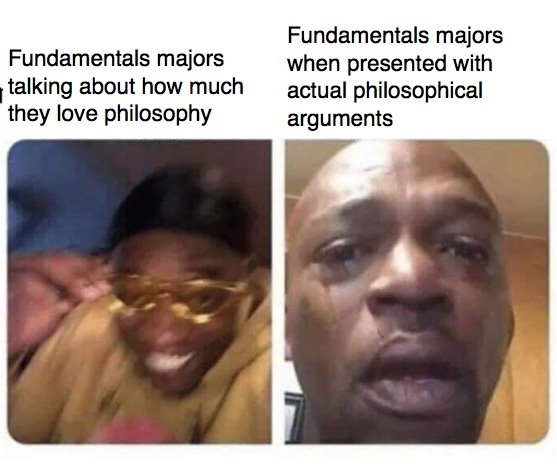 Fundamentals majors
talking about how much
they love philosophy
Fundamentals majors
when presented with
actual philosophical
arguments